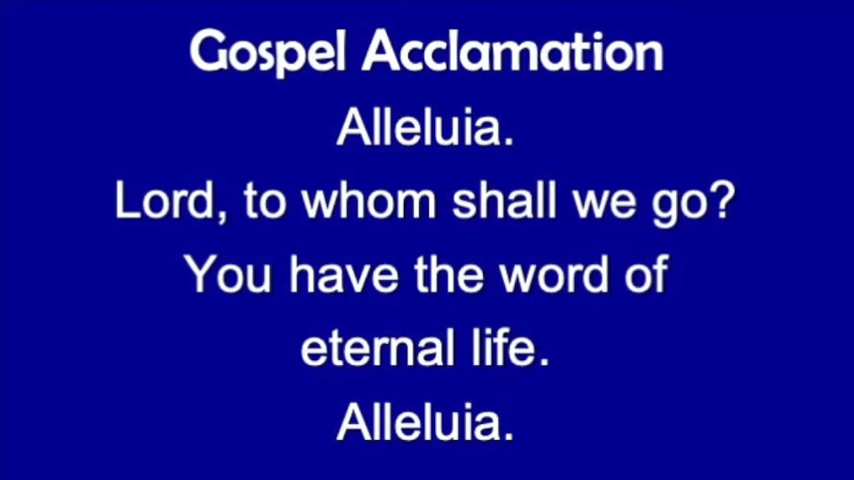 Gospel Acclamation
Alleluia.
Lord, to whom shall we go?
You have the word of
eternal life.
Alleluia.